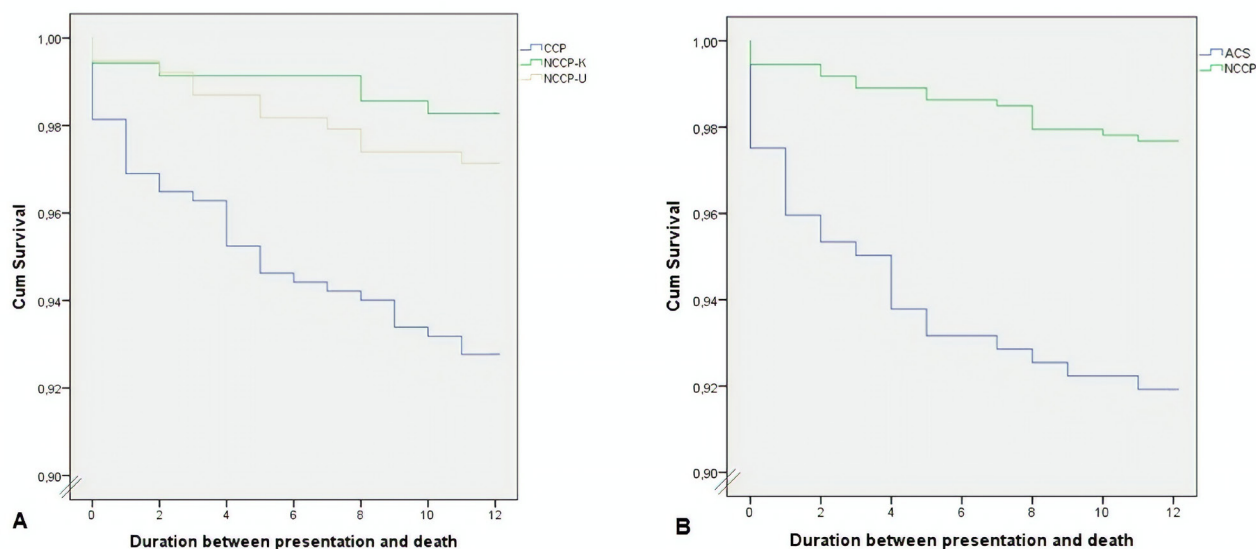 1,00
0,98
0,96
0,94
0,92
0,90
Cum Survival
0 2 4 6 8 10 12
Duration between presentation and death
CCP
NCCP-K
NCCP-U
A
1,00
0,98
0,96
0,94
0,92
0,90
Cum Survival
0 2 4 6 8 10 12
Duration between presentation and death
ACS
NCCP
B